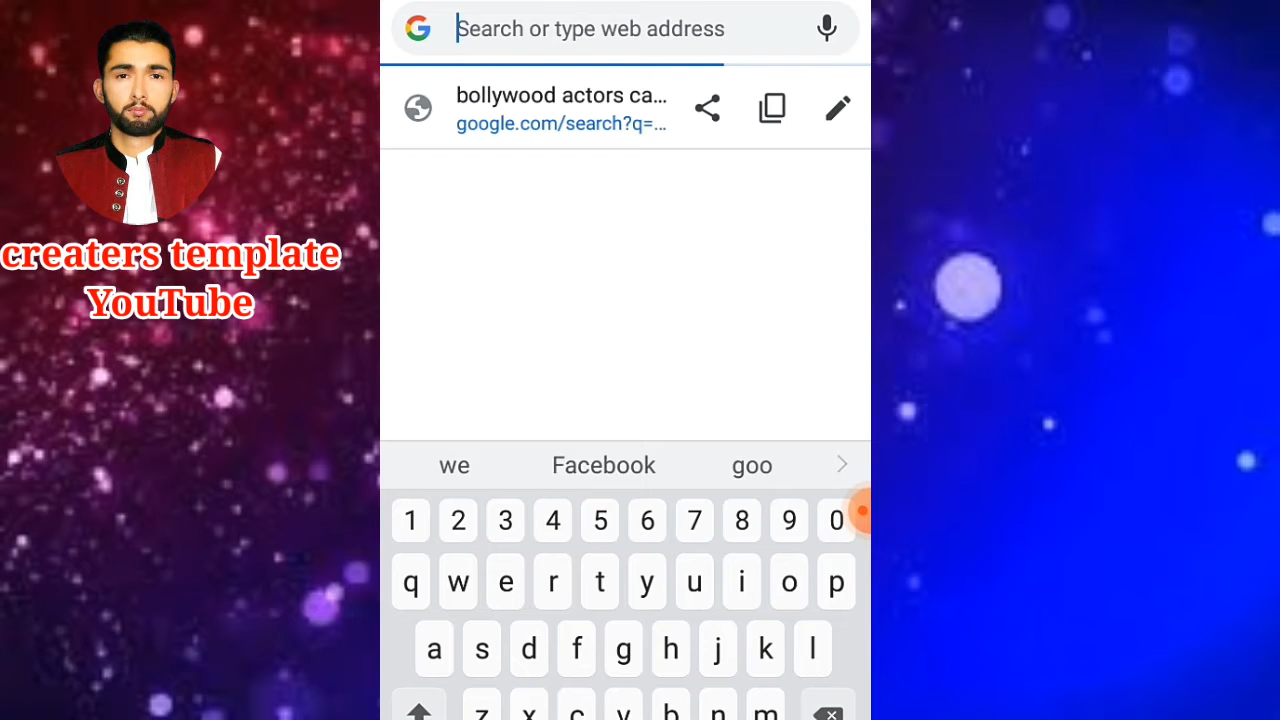 creaters template
YouTube
Search or type web address
bollywood actors ca...
google.com/search?q=...
we Facebook goo
1 2 3 4 5 6 7 8 9 0
q w e r t y u i o p
a s d f g h j k l
z x c v b n m